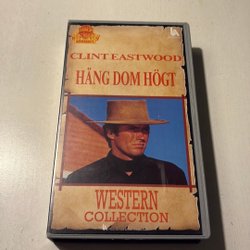 CLINT EASTWOOD
HÄNG DOM HÖGT
WESTERN
COLLECTION